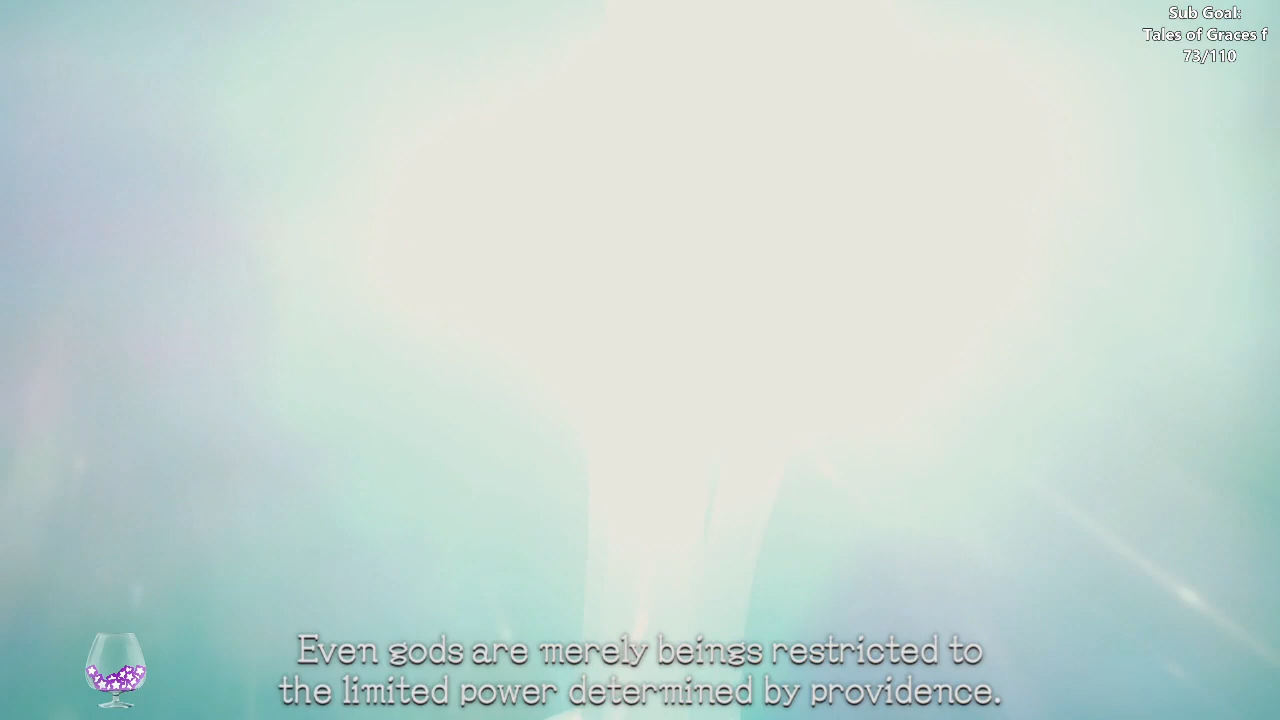 Sub Goal:
Tales of Graces f
73/110
Even gods are merely beings restricted to
the limited power determined by providence.